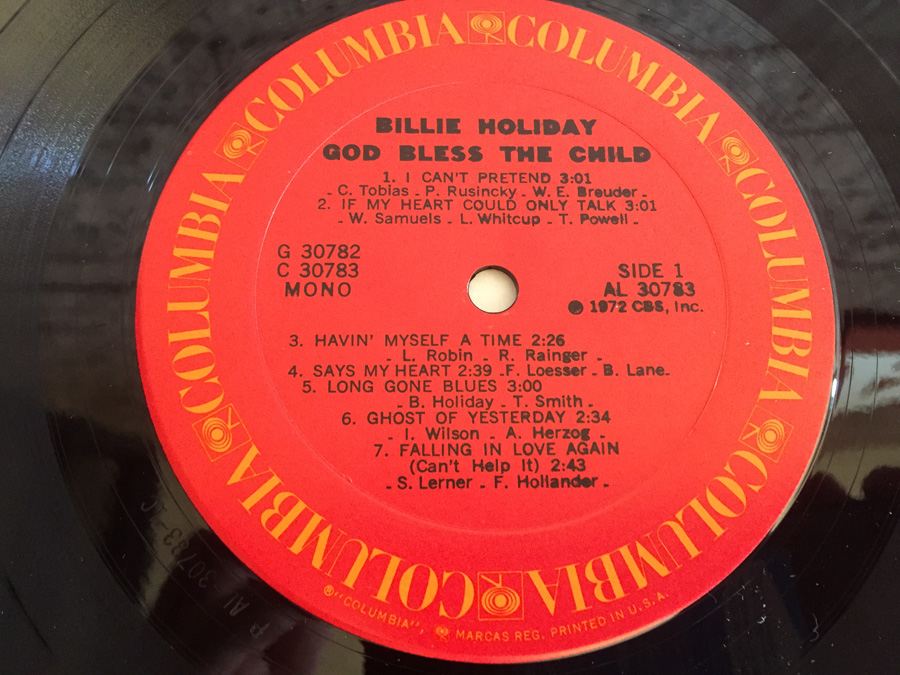 COLUMBIA COLUMBIA COLUMBIA COLUMBIA COLUMBIA COLUMBIA
BILLIE HOLIDAY
GOD BLESS THE CHILD
1. I CAN'T PRETEND 3:01
- C. Tobias - P. Rusincky - W. E. Breuder -
2. IF MY HEART COULD ONLY TALK 3:01
- W. Samuels - L. Whitcup - T. Powell -
G 30782
C 30783
MONO
SIDE 1
AL 30783
℗ 1972 CBS, Inc.
3. HAVIN' MYSELF A TIME 2:26
- L. Robin - R. Rainger -
4. SAYS MY HEART 2:39 - F. Loesser - B. Lane -
5. LONG GONE BLUES 3:00
- B. Holiday - T. Smith -
6. GHOST OF YESTERDAY 2:34
- I. Wilson - A. Herzog -
7. FALLING IN LOVE AGAIN
(Can't Help It) 2:43
- S. Lerner - F. Hollander -
COLUMBIA COLUMBIA
® "COLUMBIA", MARCAS REG. PRINTED IN U.S.A.
AL 30783